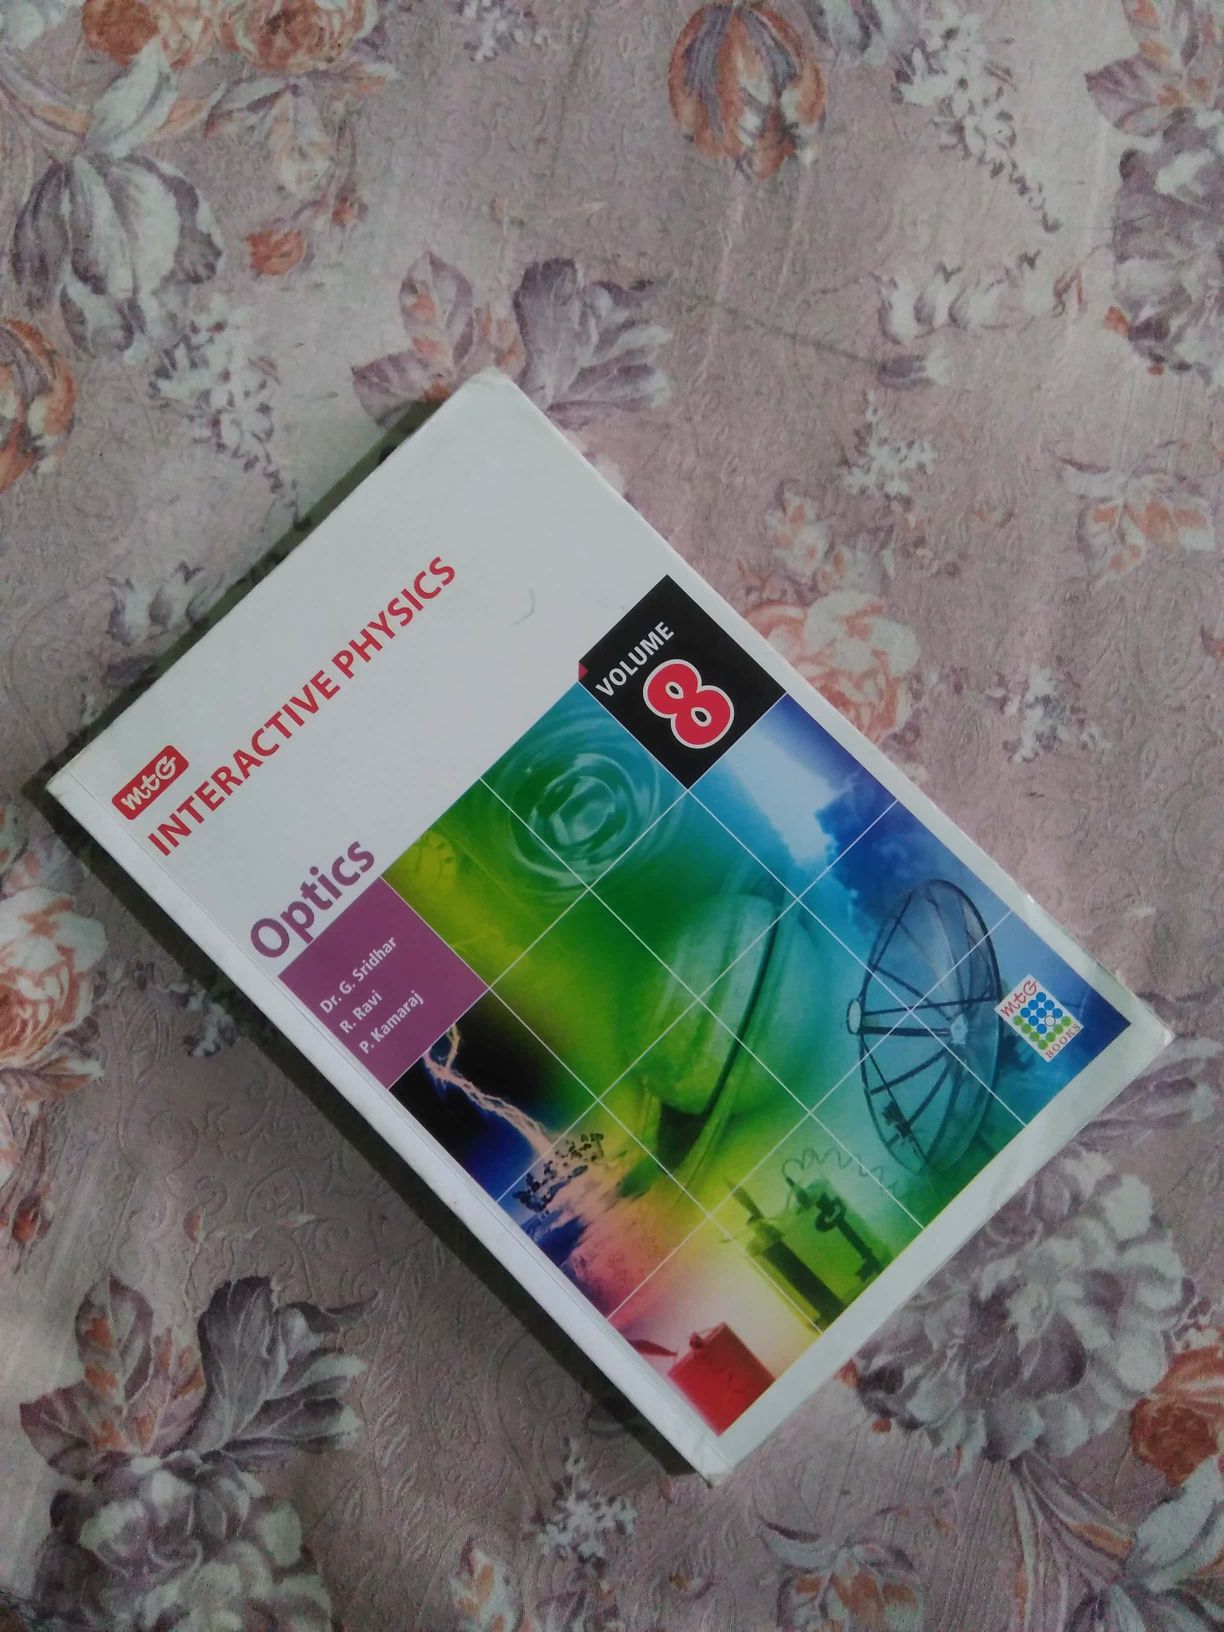 mtG
INTERACTIVE PHYSICS
VOLUME
8
Optics
Dr. G. Sridhar
R. Ravi
P. Kamaraj
mtG
BOOKS